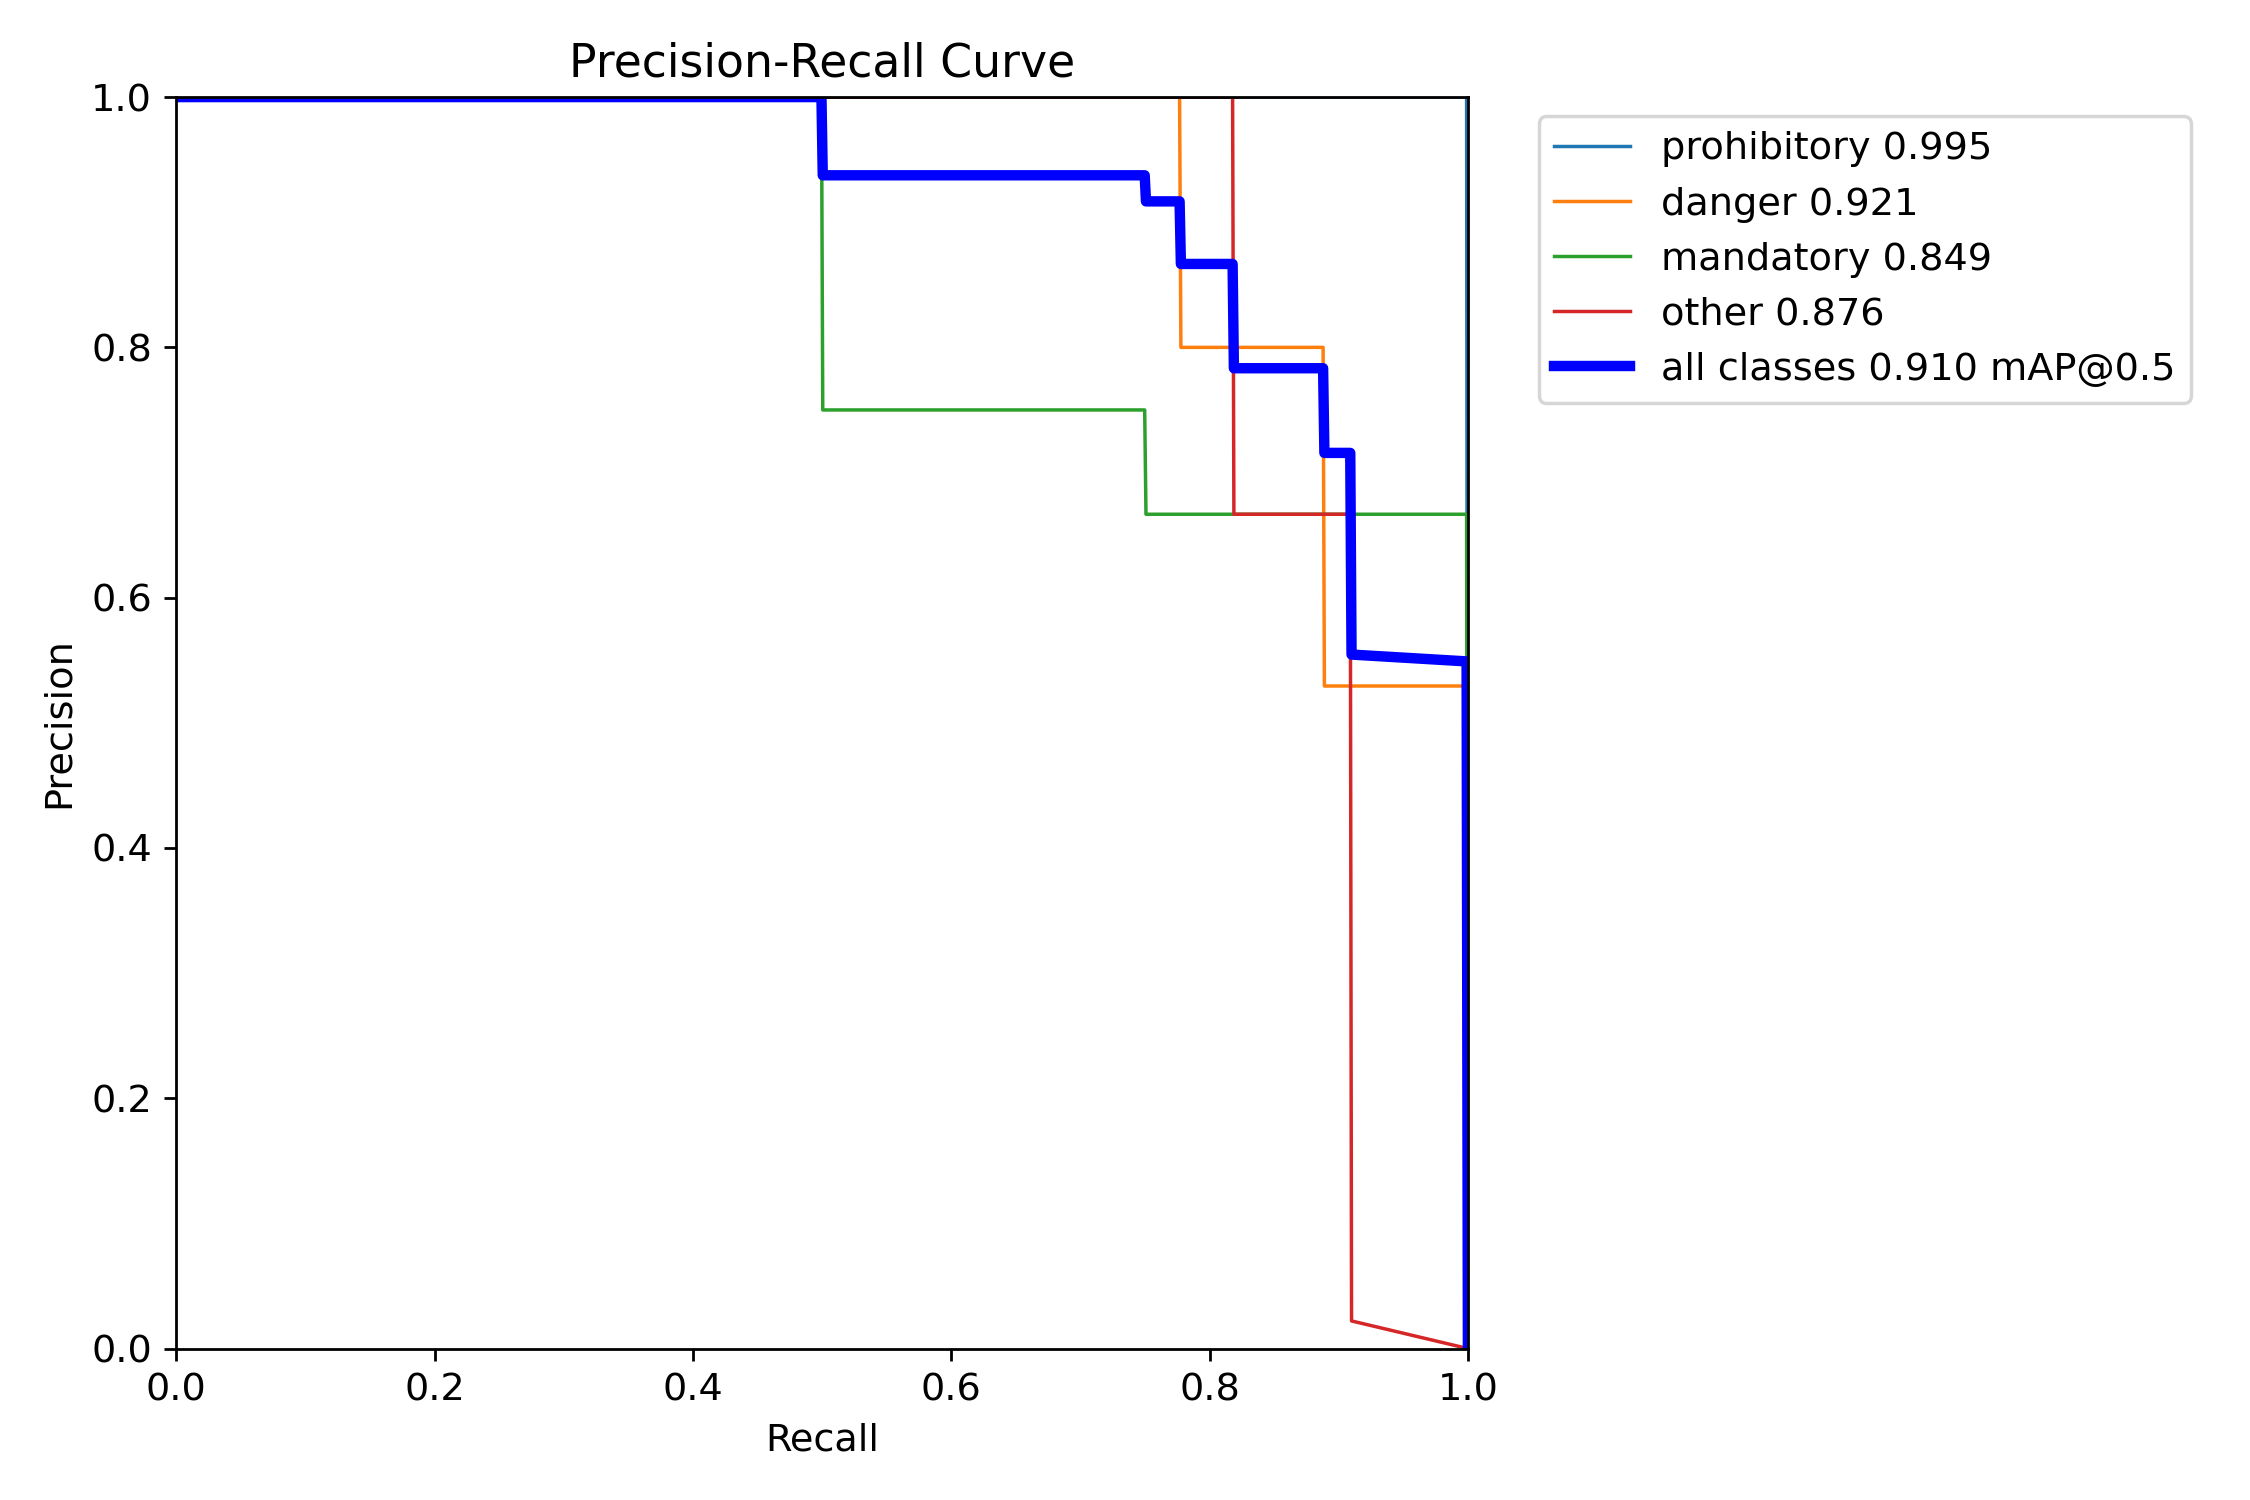 Precision-Recall Curve
1.0
0.8
0.6
0.4
0.2
0.0
Precision
0.0 0.2 0.4 0.6 0.8 1.0
Recall
prohibitory 0.995
danger 0.921
mandatory 0.849
other 0.876
all classes 0.910 mAP@0.5